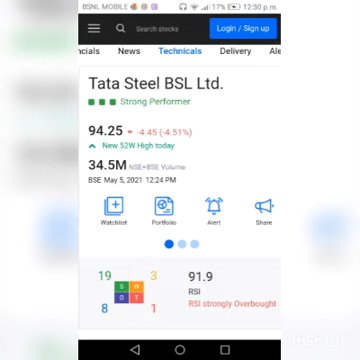 BSNL MOBILE 17% 12:30 p.m.
Search stocks Login / Sign up
ncials News Technicals Delivery Ale
Tata Steel BSL Ltd.
Strong Performer
94.25 -4.45 (-4.51%)
New 52W High today
34.5M NSE+BSE Volume
BSE May 5, 2021 12:24 PM
Watchlist Portfolio Alert Share
19 3 91.9
S W RSI
O T RSI strongly Overbought
8 1